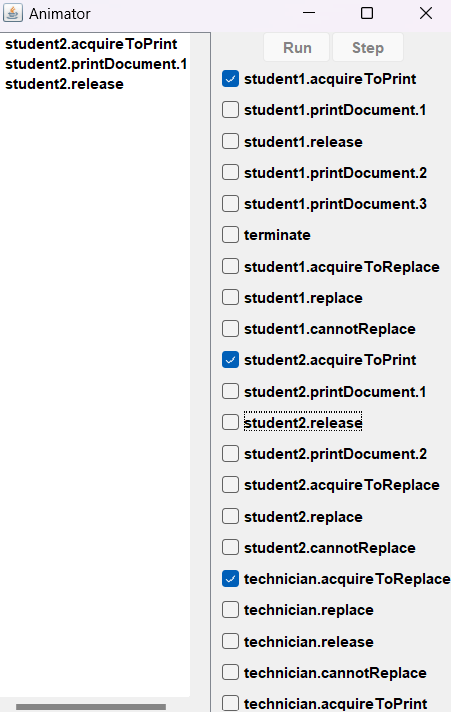 Animator
student2.acquireToPrint
student2.printDocument.1
student2.release
Run Step
student1.acquireToPrint
student1.printDocument.1
student1.release
student1.printDocument.2
student1.printDocument.3
terminate
student1.acquireToReplace
student1.replace
student1.cannotReplace
student2.acquireToPrint
student2.printDocument.1
student2.release
student2.printDocument.2
student2.acquireToReplace
student2.replace
student2.cannotReplace
technician.acquireToReplace
technician.replace
technician.release
technician.cannotReplace
technician.acquireToPrint